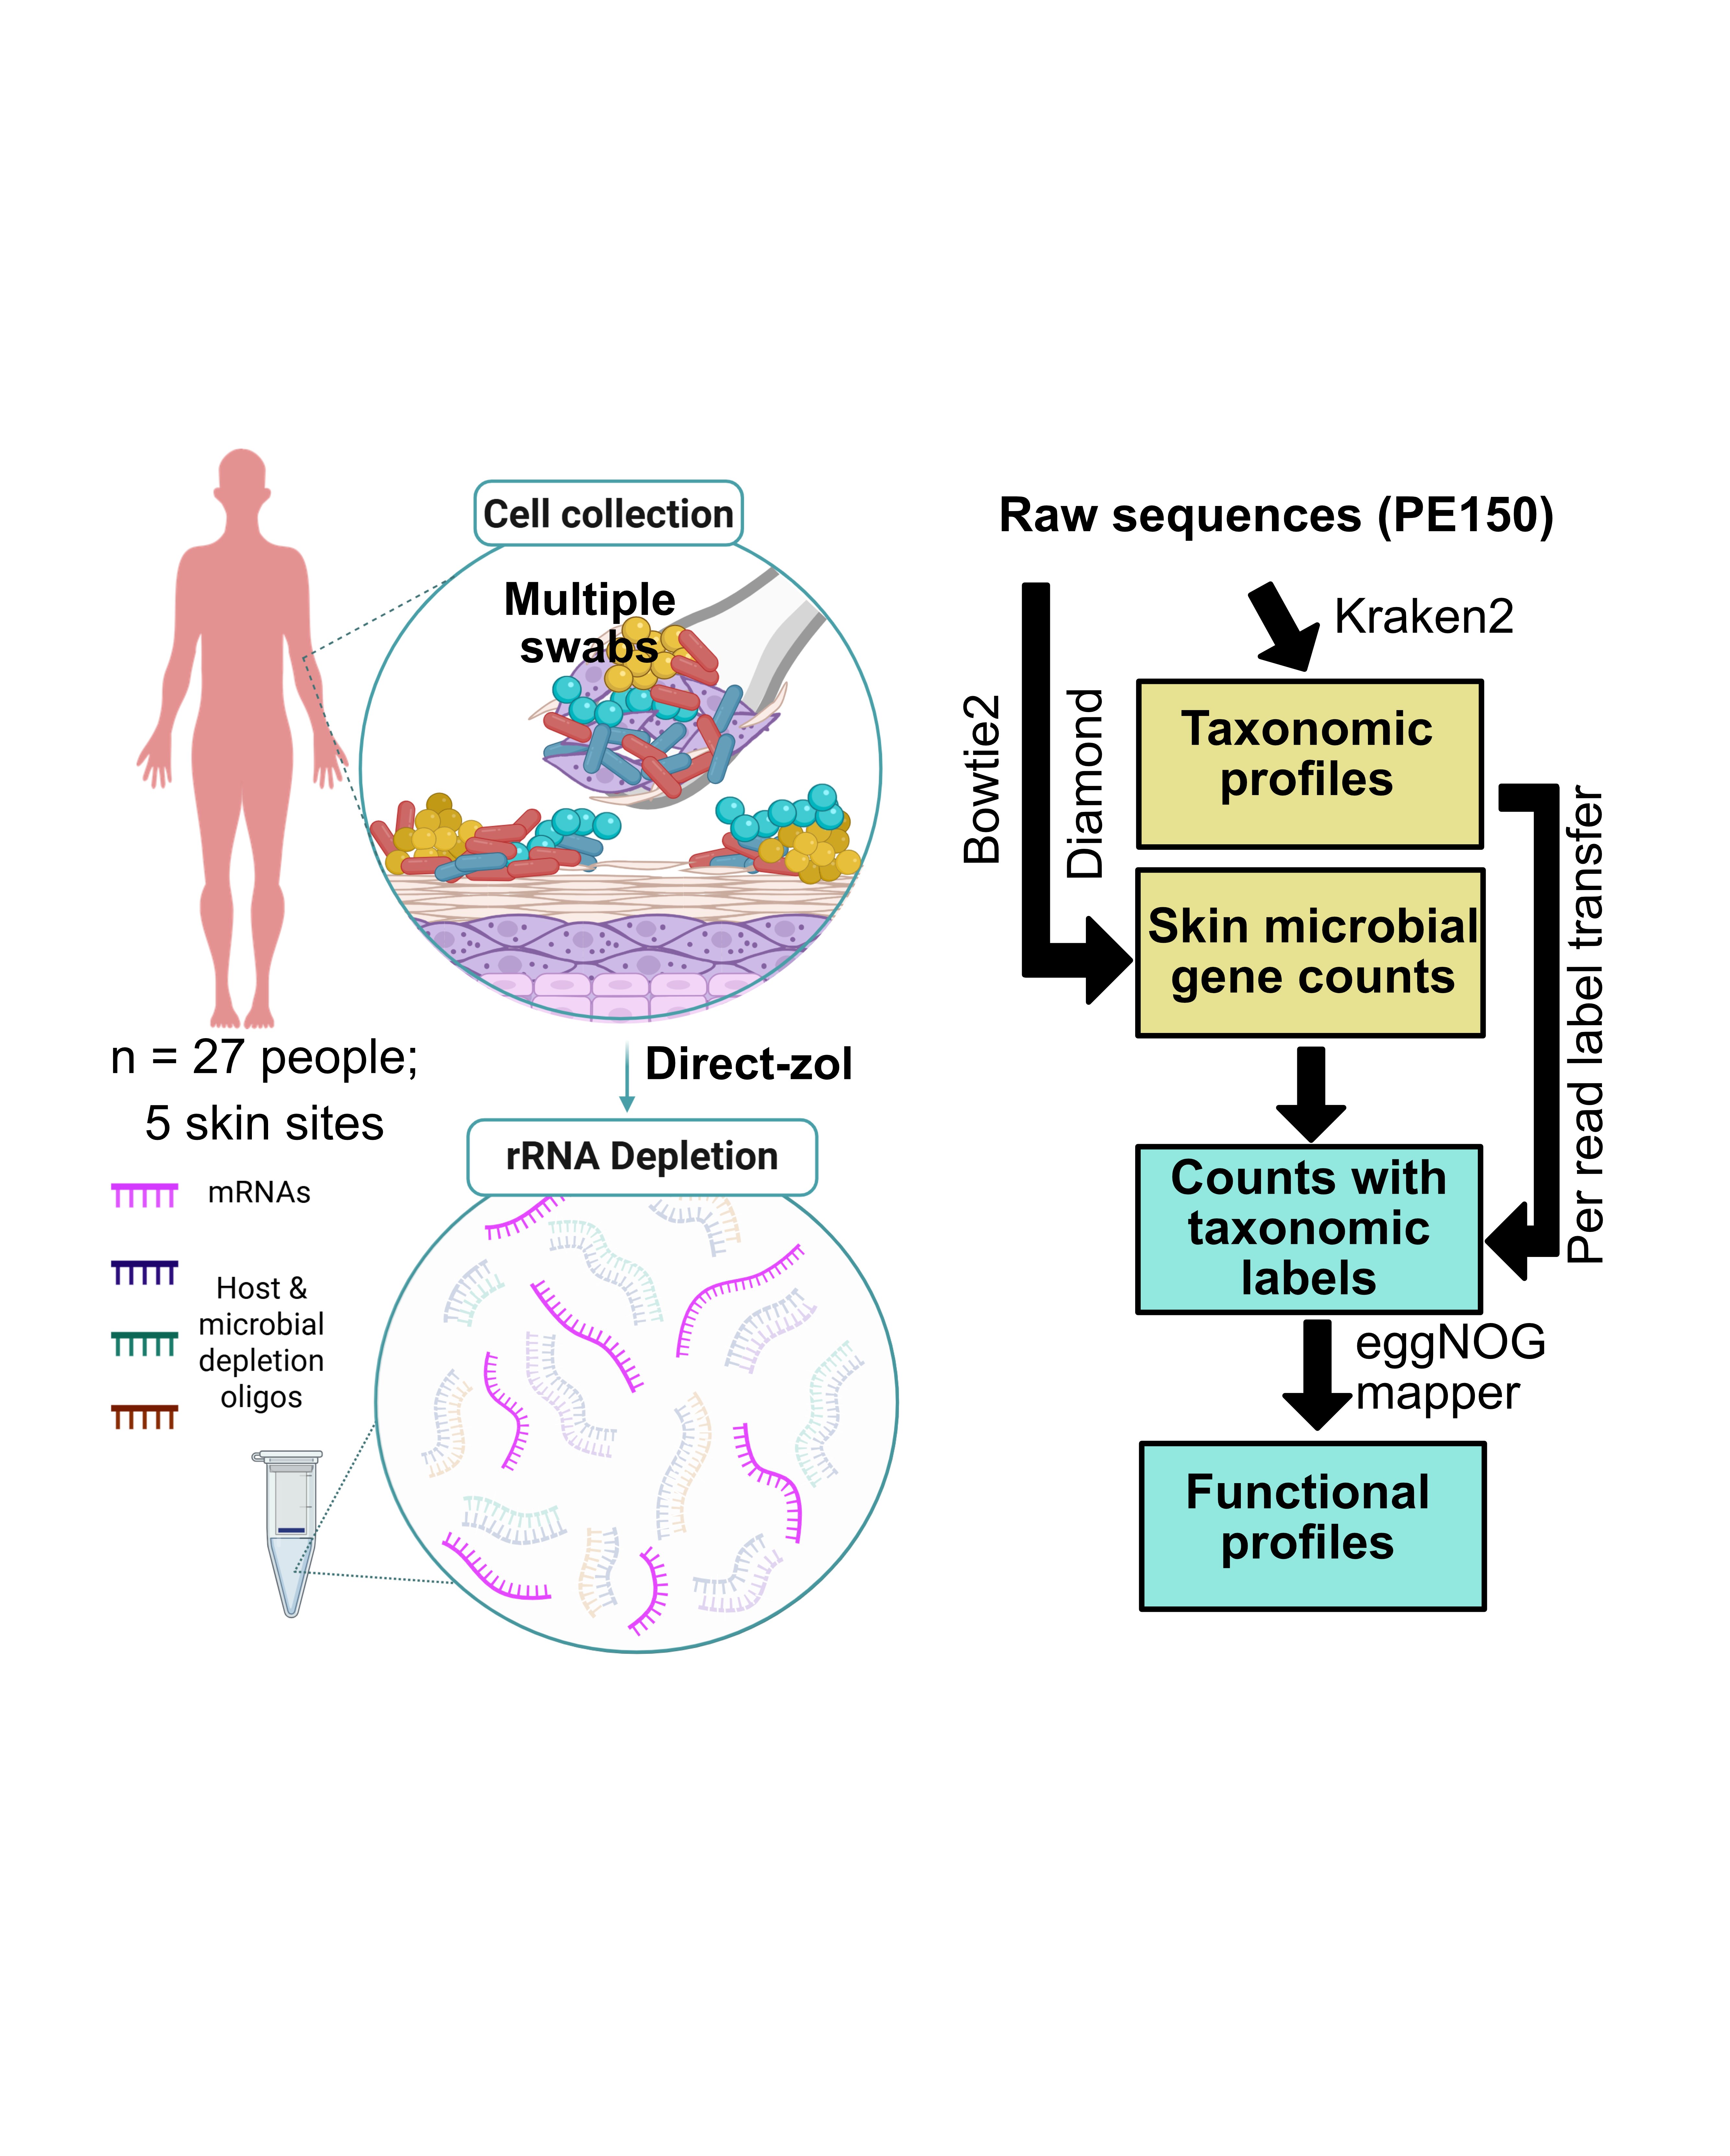 Cell collection
Multiple
swabs
n = 27 people;
5 skin sites
Direct-zol
rRNA Depletion
mRNAs
Host &
microbial
depletion
oligos
Raw sequences (PE150)
Kraken2
Bowtie2
Diamond
Taxonomic
profiles
Skin microbial
gene counts
Per read label transfer
Counts with
taxonomic
labels
eggNOG
mapper
Functional
profiles